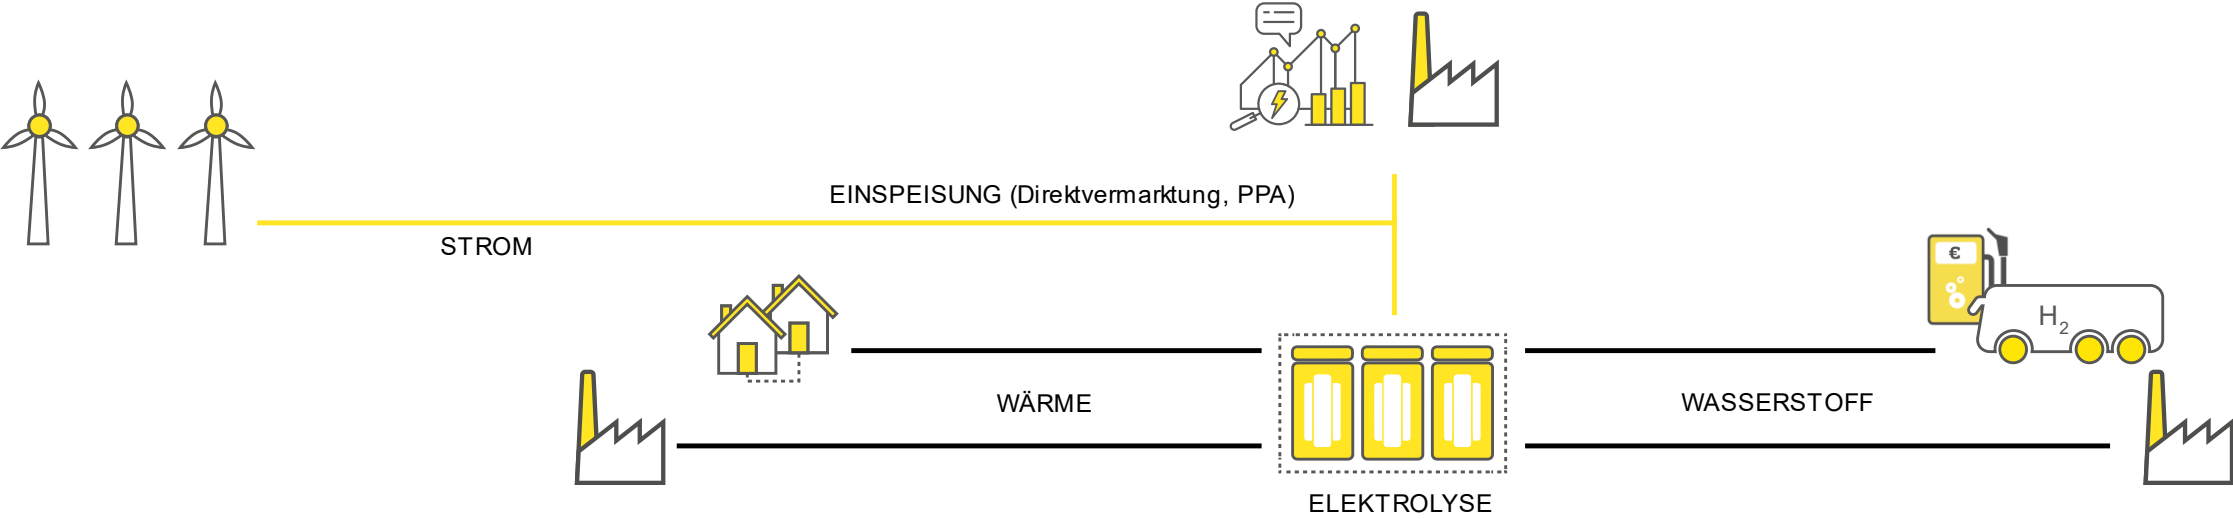 EINSPEISUNG (Direktvermarktung, PPA)
STROM
€
H2
WÄRME
WASSERSTOFF
ELEKTROLYSE